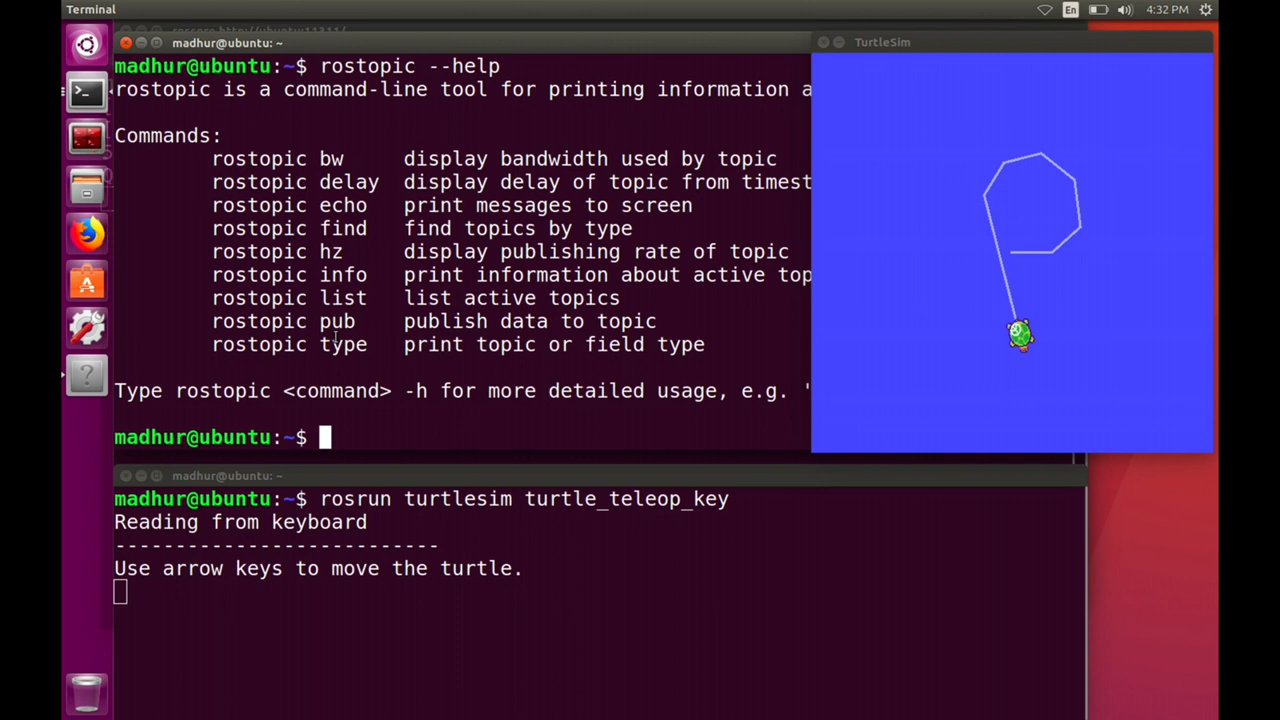 Terminal
En
4:32 PM
madhur@ubuntu: ~
TurtleSim
madhur@ubuntu:~$ rostopic --help
rostopic is a command-line tool for printing information a
Commands:
rostopic bw display bandwidth used by topic
rostopic delay display delay of topic from timest
rostopic echo print messages to screen
rostopic find find topics by type
rostopic hz display publishing rate of topic
rostopic info print information about active top
rostopic list list active topics
rostopic pub publish data to topic
rostopic type print topic or field type
Type rostopic <command> -h for more detailed usage, e.g. '
madhur@ubuntu:~$
madhur@ubuntu: ~
madhur@ubuntu:~$ rosrun turtlesim turtle_teleop_key
Reading from keyboard
---------------------------
Use arrow keys to move the turtle.